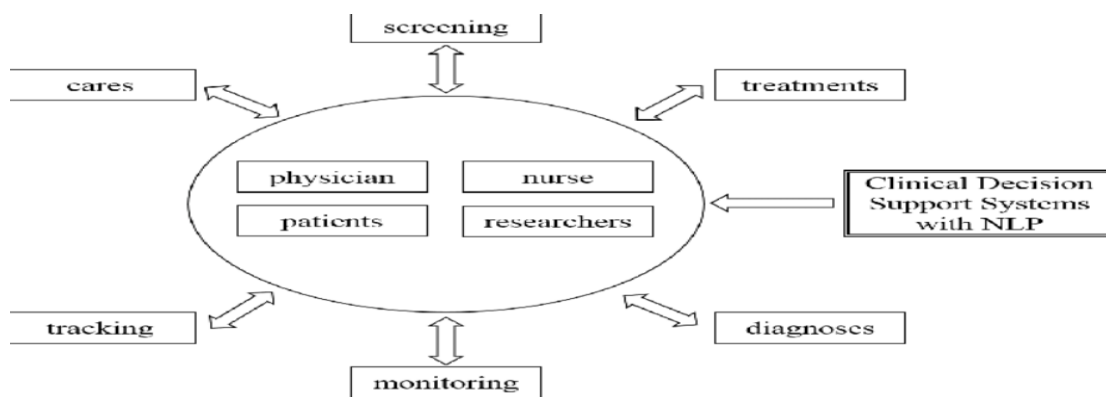 screening
cares
treatments
physician
nurse
patients
researchers
Clinical Decision
Support Systems
with NLP
tracking
diagnoses
monitoring